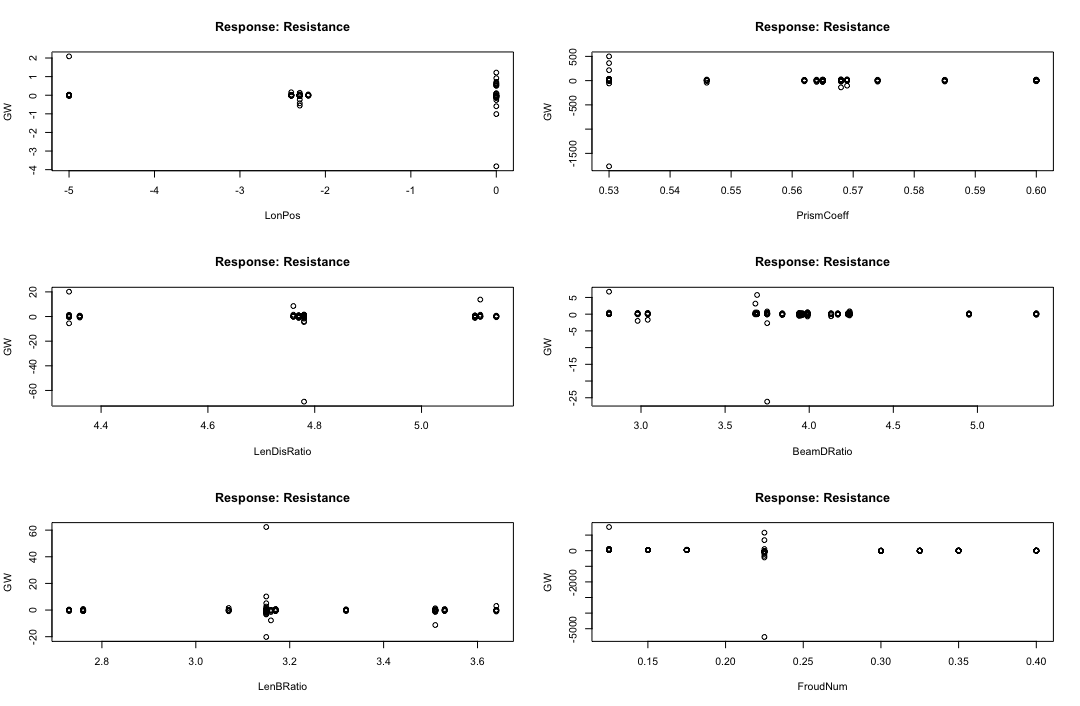 Response: Resistance
GW
2
1
0
-1
-2
-3
-4
-5 -4 -3 -2 -1 0
LonPos
Response: Resistance
GW
500
0
-500
-1500
0.53 0.54 0.55 0.56 0.57 0.58 0.59 0.60
PrismCoeff
Response: Resistance
GW
20
0
-20
-40
-60
4.4 4.6 4.8 5.0
LenDisRatio
Response: Resistance
GW
5
-5
-15
-25
3.0 3.5 4.0 4.5 5.0
BeamDRatio
Response: Resistance
GW
60
40
20
0
-20
2.8 3.0 3.2 3.4 3.6
LenBRatio
Response: Resistance
GW
0
-2000
-5000
0.15 0.20 0.25 0.30 0.35 0.40
FroudNum